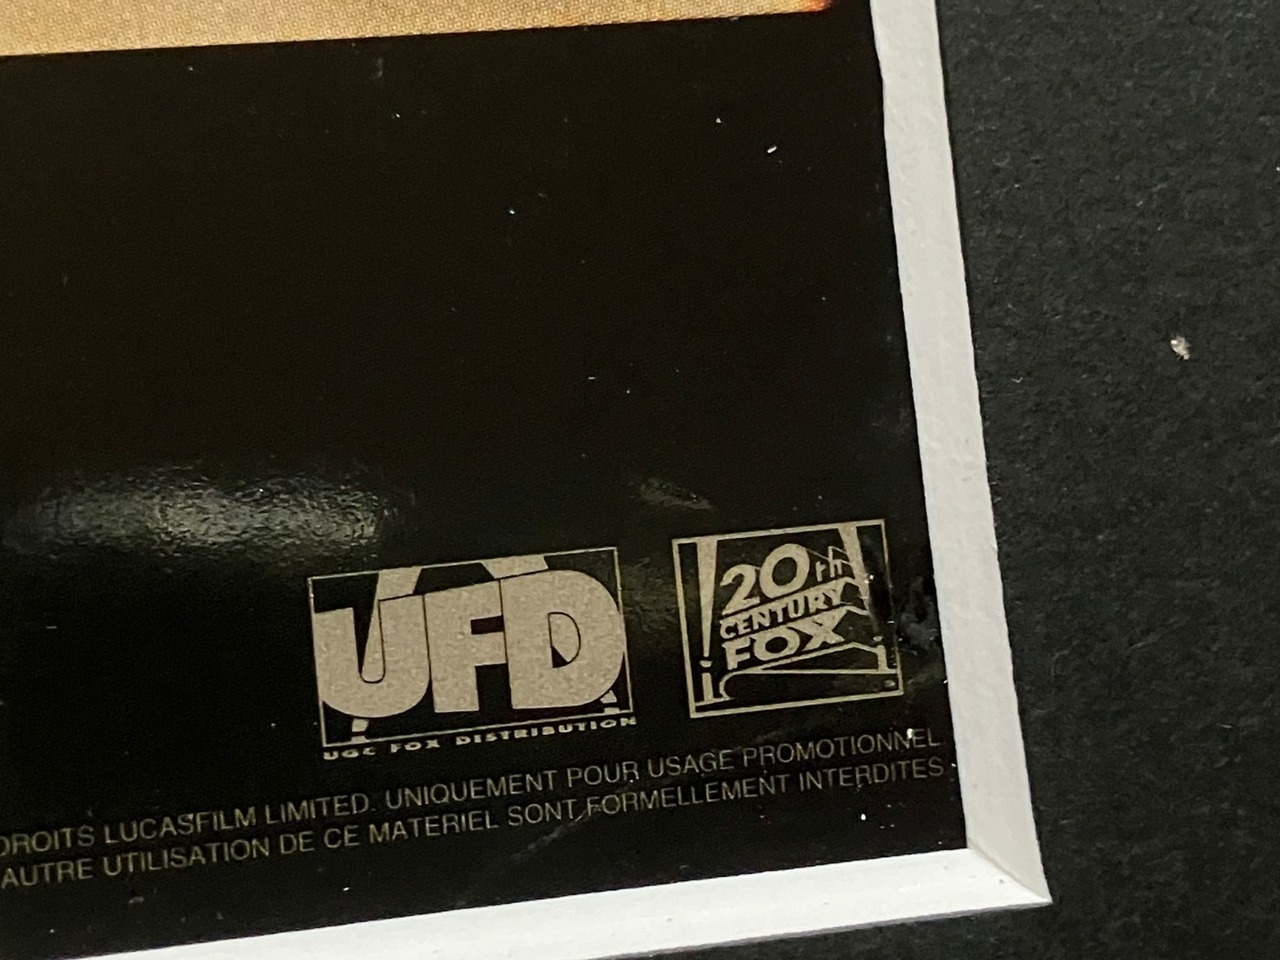 UFD
UGC FOX DISTRIBUTION
20th
CENTURY
FOX
DROITS LUCASFILM LIMITED. UNIQUEMENT POUR USAGE PROMOTIONNEL
AUTRE UTILISATION DE CE MATERIEL SONT FORMELLEMENT INTERDITES